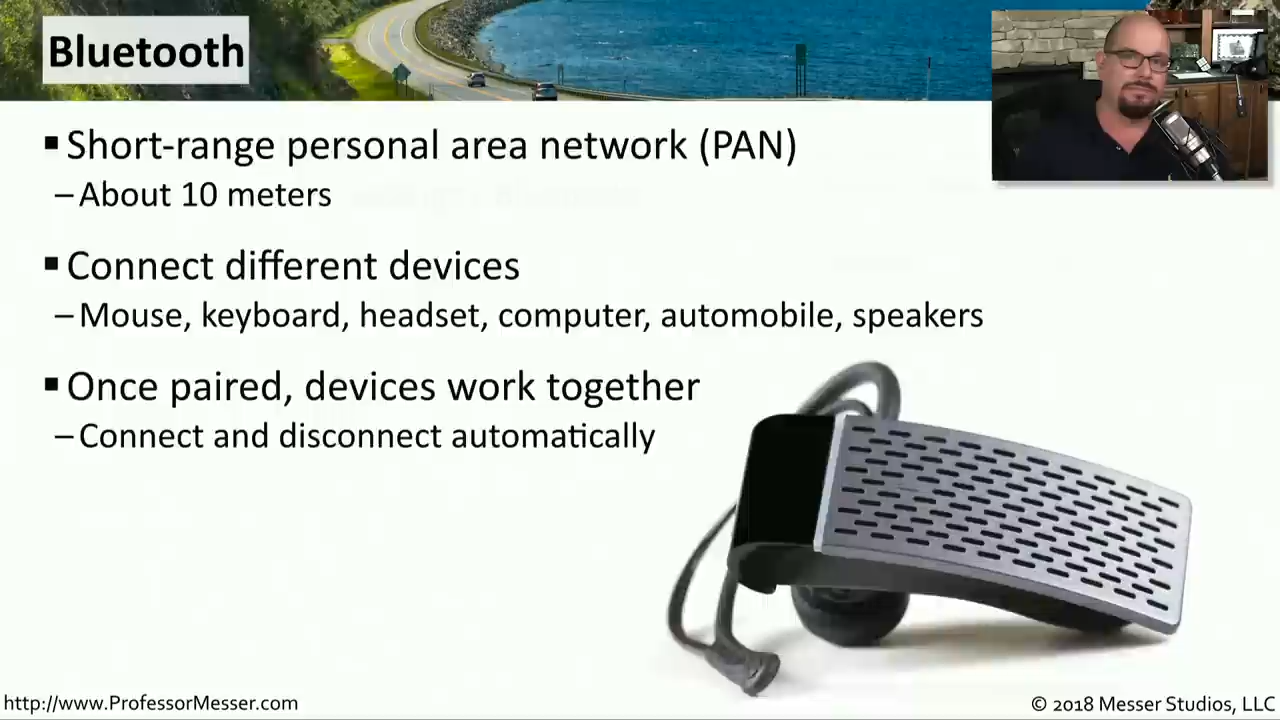 Bluetooth
▪ Short-range personal area network (PAN)
– About 10 meters
▪ Connect different devices
– Mouse, keyboard, headset, computer, automobile, speakers
▪ Once paired, devices work together
– Connect and disconnect automatically
http://www.ProfessorMesser.com
© 2018 Messer Studios, LLC